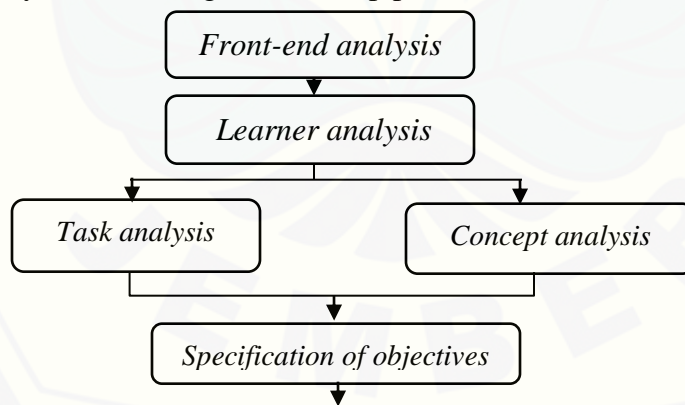 Front-end analysis
Learner analysis
Task analysis
Concept analysis
Specification of objectives